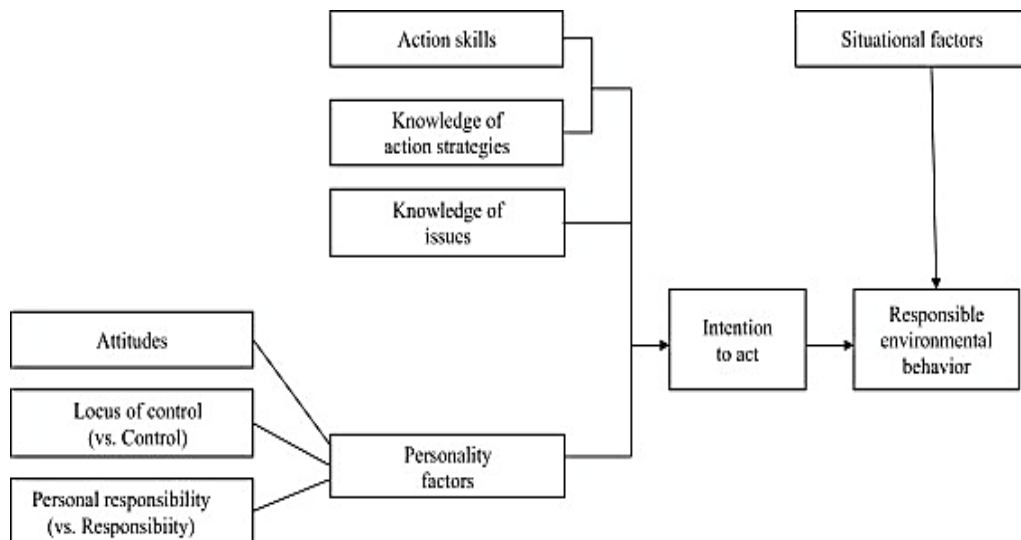 Action skills
Situational factors
Knowledge of
action strategies
Knowledge of
issues
Attitudes
Intention
to act
Responsible
environmental
behavior
Locus of control
(vs. Control)
Personality
factors
Personal responsibility
(vs. Responsibiity)